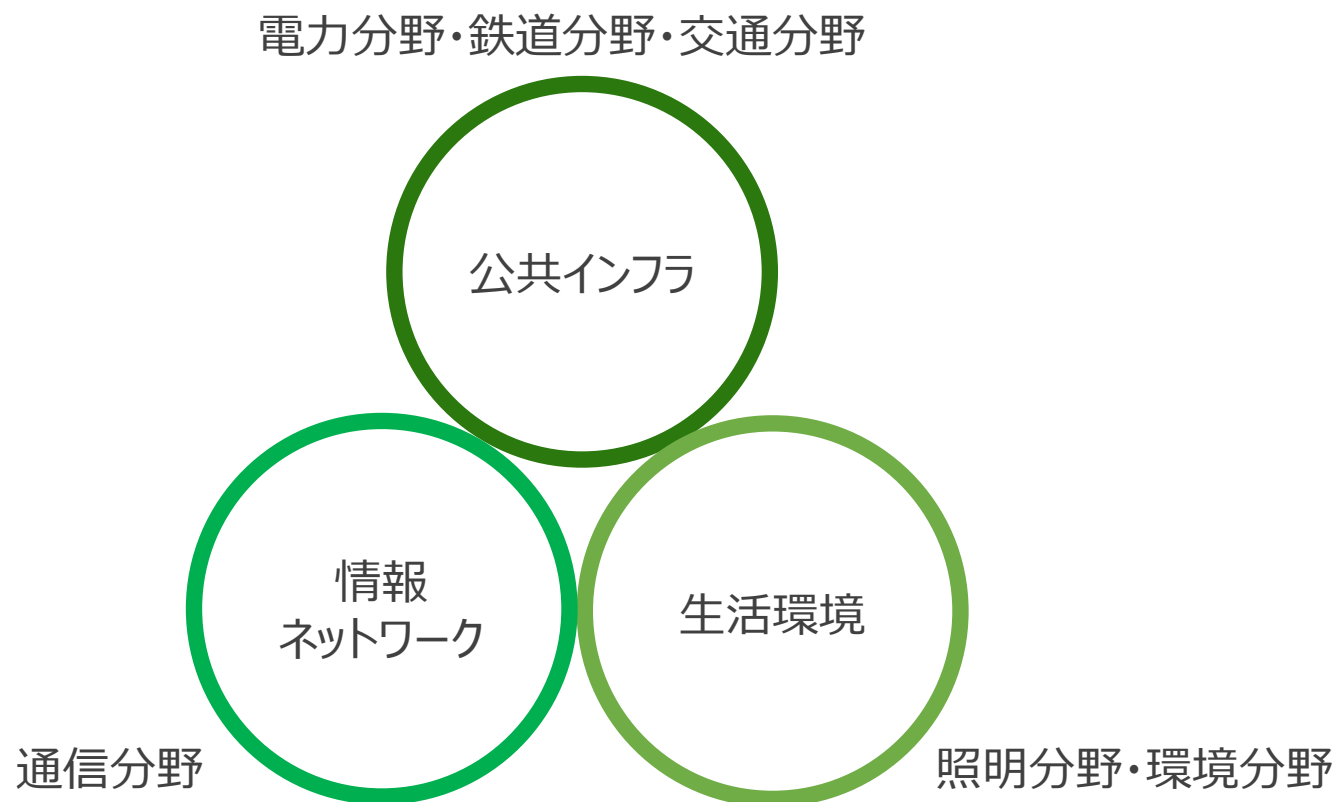 電力分野・鉄道分野・交通分野
公共インフラ
情報
ネットワーク
生活環境
通信分野
照明分野・環境分野